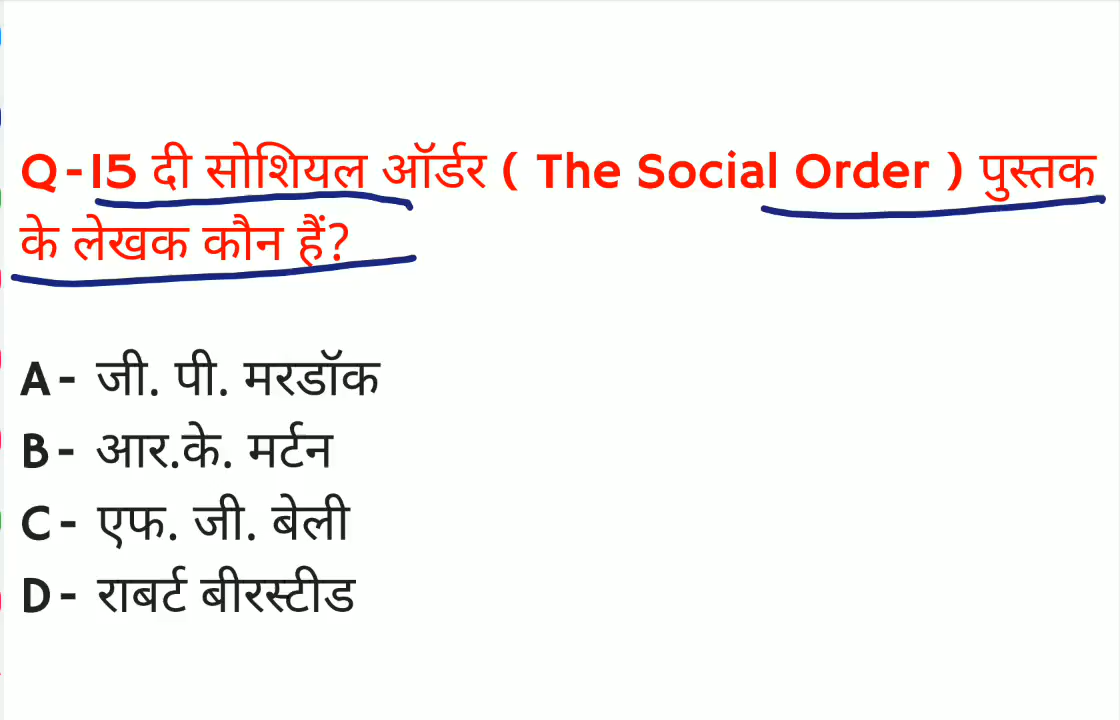 Q-15 दी सोशियल ऑर्डर ( The Social Order ) पुस्तक
के लेखक कौन हैं?
A- जी. पी. मरडॉक
B- आर.के. मर्टन
C- एफ. जी. बेली
D- राबर्ट बीरस्टीड